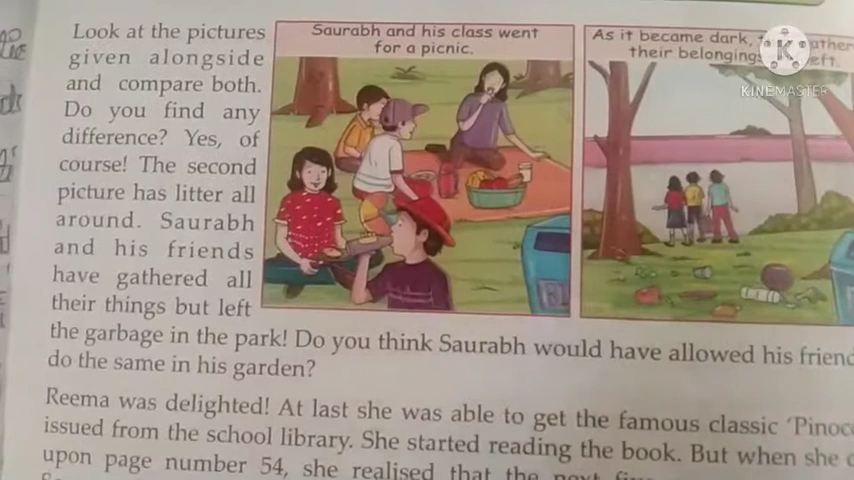 Look at the pictures
given alongside
and compare both.
Do you find any
difference? Yes, of
course! The second
picture has litter all
around. Saurabh
and his friends
have gathered all
their things but left
the garbage in the park! Do you think Saurabh would have allowed his
do the same in his garden?
Saurabh and his class went
for a picnic.
As it became dark,
their belongings
KINEMASTER
Reema was delighted! At last she was able to get the famous classic
issued from the school library. She started reading the book. But when she
upon page number 54, she realised that the next